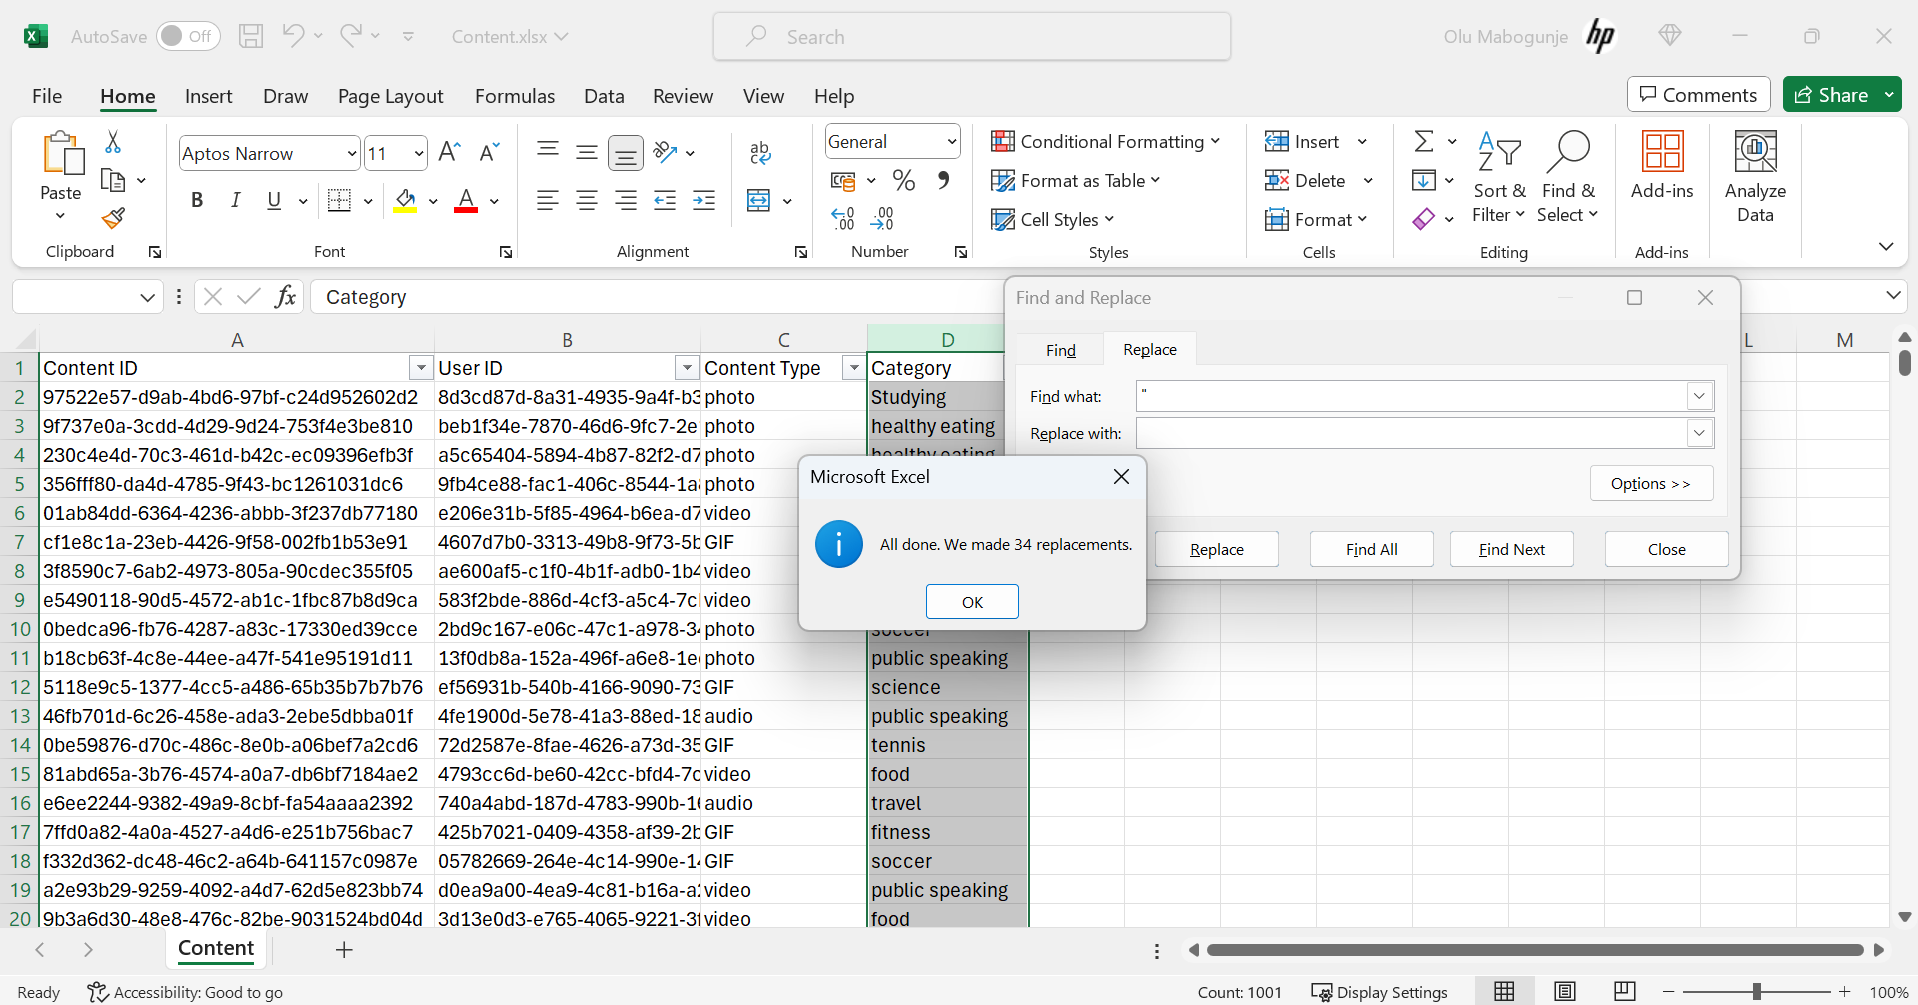 AutoSave Off Content.xlsx Search Olu Mabogunje hp
File Home Insert Draw Page Layout Formulas Data Review View Help Comments Share
Paste Clipboard
Aptos Narrow 11
B I U
Font
Alignment
General
% 9
Number
Conditional Formatting
Format as Table
Cell Styles
Styles
Insert
Delete
Format
Cells
Sort & Filter
Find & Select
Editing
Add-ins
Add-ins
Analyze Data
fx Category
Find and Replace
Find Replace
Find what: "
Replace with:
Options >>
Replace Find All Find Next Close
Microsoft Excel
All done. We made 34 replacements.
OK
A B C D L M
1 Content ID User ID Content Type Category
2 97522e57-d9ab-4bd6-97bf-c24d952602d2 8d3cd87d-8a31-4935-9a4f-b3 photo Studying
3 9f737e0a-3cdd-4d29-9d24-753f4e3be810 beb1f34e-7870-46d6-9fc7-2e photo healthy eating
4 230c4e4d-70c3-461d-b42c-ec09396efb3f a5c65404-5894-4b87-82f2-d7 photo healthy eating
5 356fff80-da4d-4785-9f43-bc1261031dc6 9fb4ce88-fac1-406c-8544-1a photo
6 01ab84dd-6364-4236-abbb-3f237db77180 e206e31b-5f85-4964-b6ea-d7 video
7 cf1e8c1a-23eb-4426-9f58-002fb1b53e91 4607d7b0-3313-49b8-9f73-5b GIF
8 3f8590c7-6ab2-4973-805a-90cdec355f05 ae600af5-c1f0-4b1f-adb0-1b4 video
9 e5490118-90d5-4572-ab1c-1fbc87b8d9ca 583f2bde-886d-4cf3-a5c4-7c video
10 0bedca96-fb76-4287-a83c-17330ed39cce 2bd9c167-e06c-47c1-a978-34 photo soccer
11 b18cb63f-4c8e-44ee-a47f-541e95191d11 13f0db8a-152a-496f-a6e8-1e photo public speaking
12 5118e9c5-1377-4cc5-a486-65b35b7b7b76 ef56931b-540b-4166-9090-73 GIF science
13 46fb701d-6c26-458e-ada3-2ebe5dbba01f 4fe1900d-5e78-41a3-88ed-18 audio public speaking
14 0be59876-d70c-486c-8e0b-a06bef7a2cd6 72d2587e-8fae-4626-a73d-35 GIF tennis
15 81abd65a-3b76-4574-a0a7-db6bf7184ae2 4793cc6d-be60-42cc-bfd4-7c video food
16 e6ee2244-9382-49a9-8cbf-fa54aaaa2392 740a4abd-187d-4783-990b-1 audio travel
17 7ffd0a82-4a0a-4527-a4d6-e251b756bac7 425b7021-0409-4358-af39-2b GIF fitness
18 f332d362-dc48-46c2-a64b-641157c0987e 05782669-264e-4c14-990e-1 GIF soccer
19 a2e93b29-9259-4092-a4d7-62d5e823bb74 d0ea9a00-4ea9-4c81-b16a-a video public speaking
20 9b3a6d30-48e8-476c-82be-9031524bd04d 3d13e0d3-e765-4065-9221-3 video food
Content
Ready Accessibility: Good to go Count: 1001 Display Settings 100%